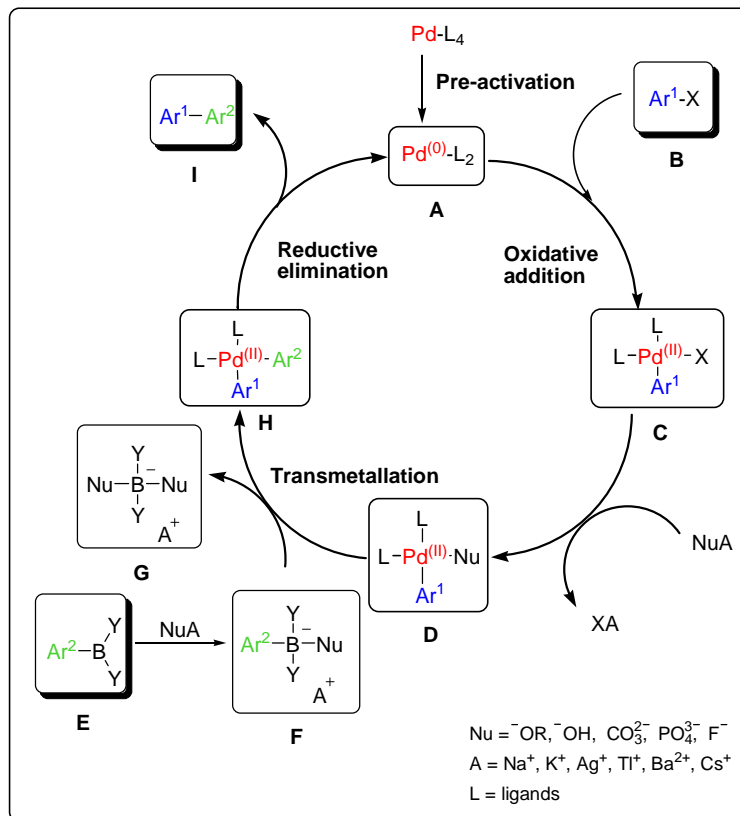 Pd-L₄
Pre-activation
Ar¹-X
B
Ar¹–Ar²
I
Pd⁽⁰⁾-L₂
A
Reductive
elimination
Oxidative
addition
L
L–Pd⁽ᴵᴵ⁾-Ar²
Ar¹
H
L
L–Pd⁽ᴵᴵ⁾-X
Ar¹
C
Transmetallation
Y
Nu–B⁻–Nu
Y
A⁺
G
L
L–Pd⁽ᴵᴵ⁾-Nu
Ar¹
D
NuA
XA
Ar²–B
Y
Y
E
NuA
Y
Ar²–B⁻–Nu
Y
A⁺
F
Nu = ⁻OR, ⁻OH, CO₃²⁻, PO₄³⁻, F⁻
A = Na⁺, K⁺, Ag⁺, Tl⁺, Ba²⁺, Cs⁺
L = ligands